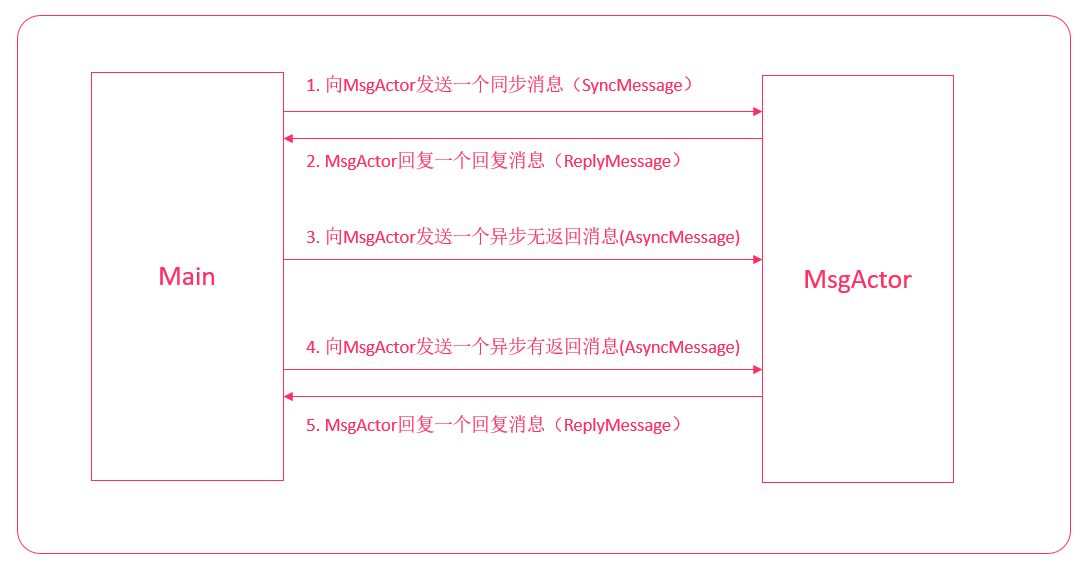 1. 向MsgActor发送一个同步消息（SyncMessage）
2. MsgActor回复一个回复消息（ReplyMessage）
3. 向MsgActor发送一个异步无返回消息(AsyncMessage)
Main
MsgActor
4. 向MsgActor发送一个异步有返回消息(AsyncMessage)
5. MsgActor回复一个回复消息（ReplyMessage）